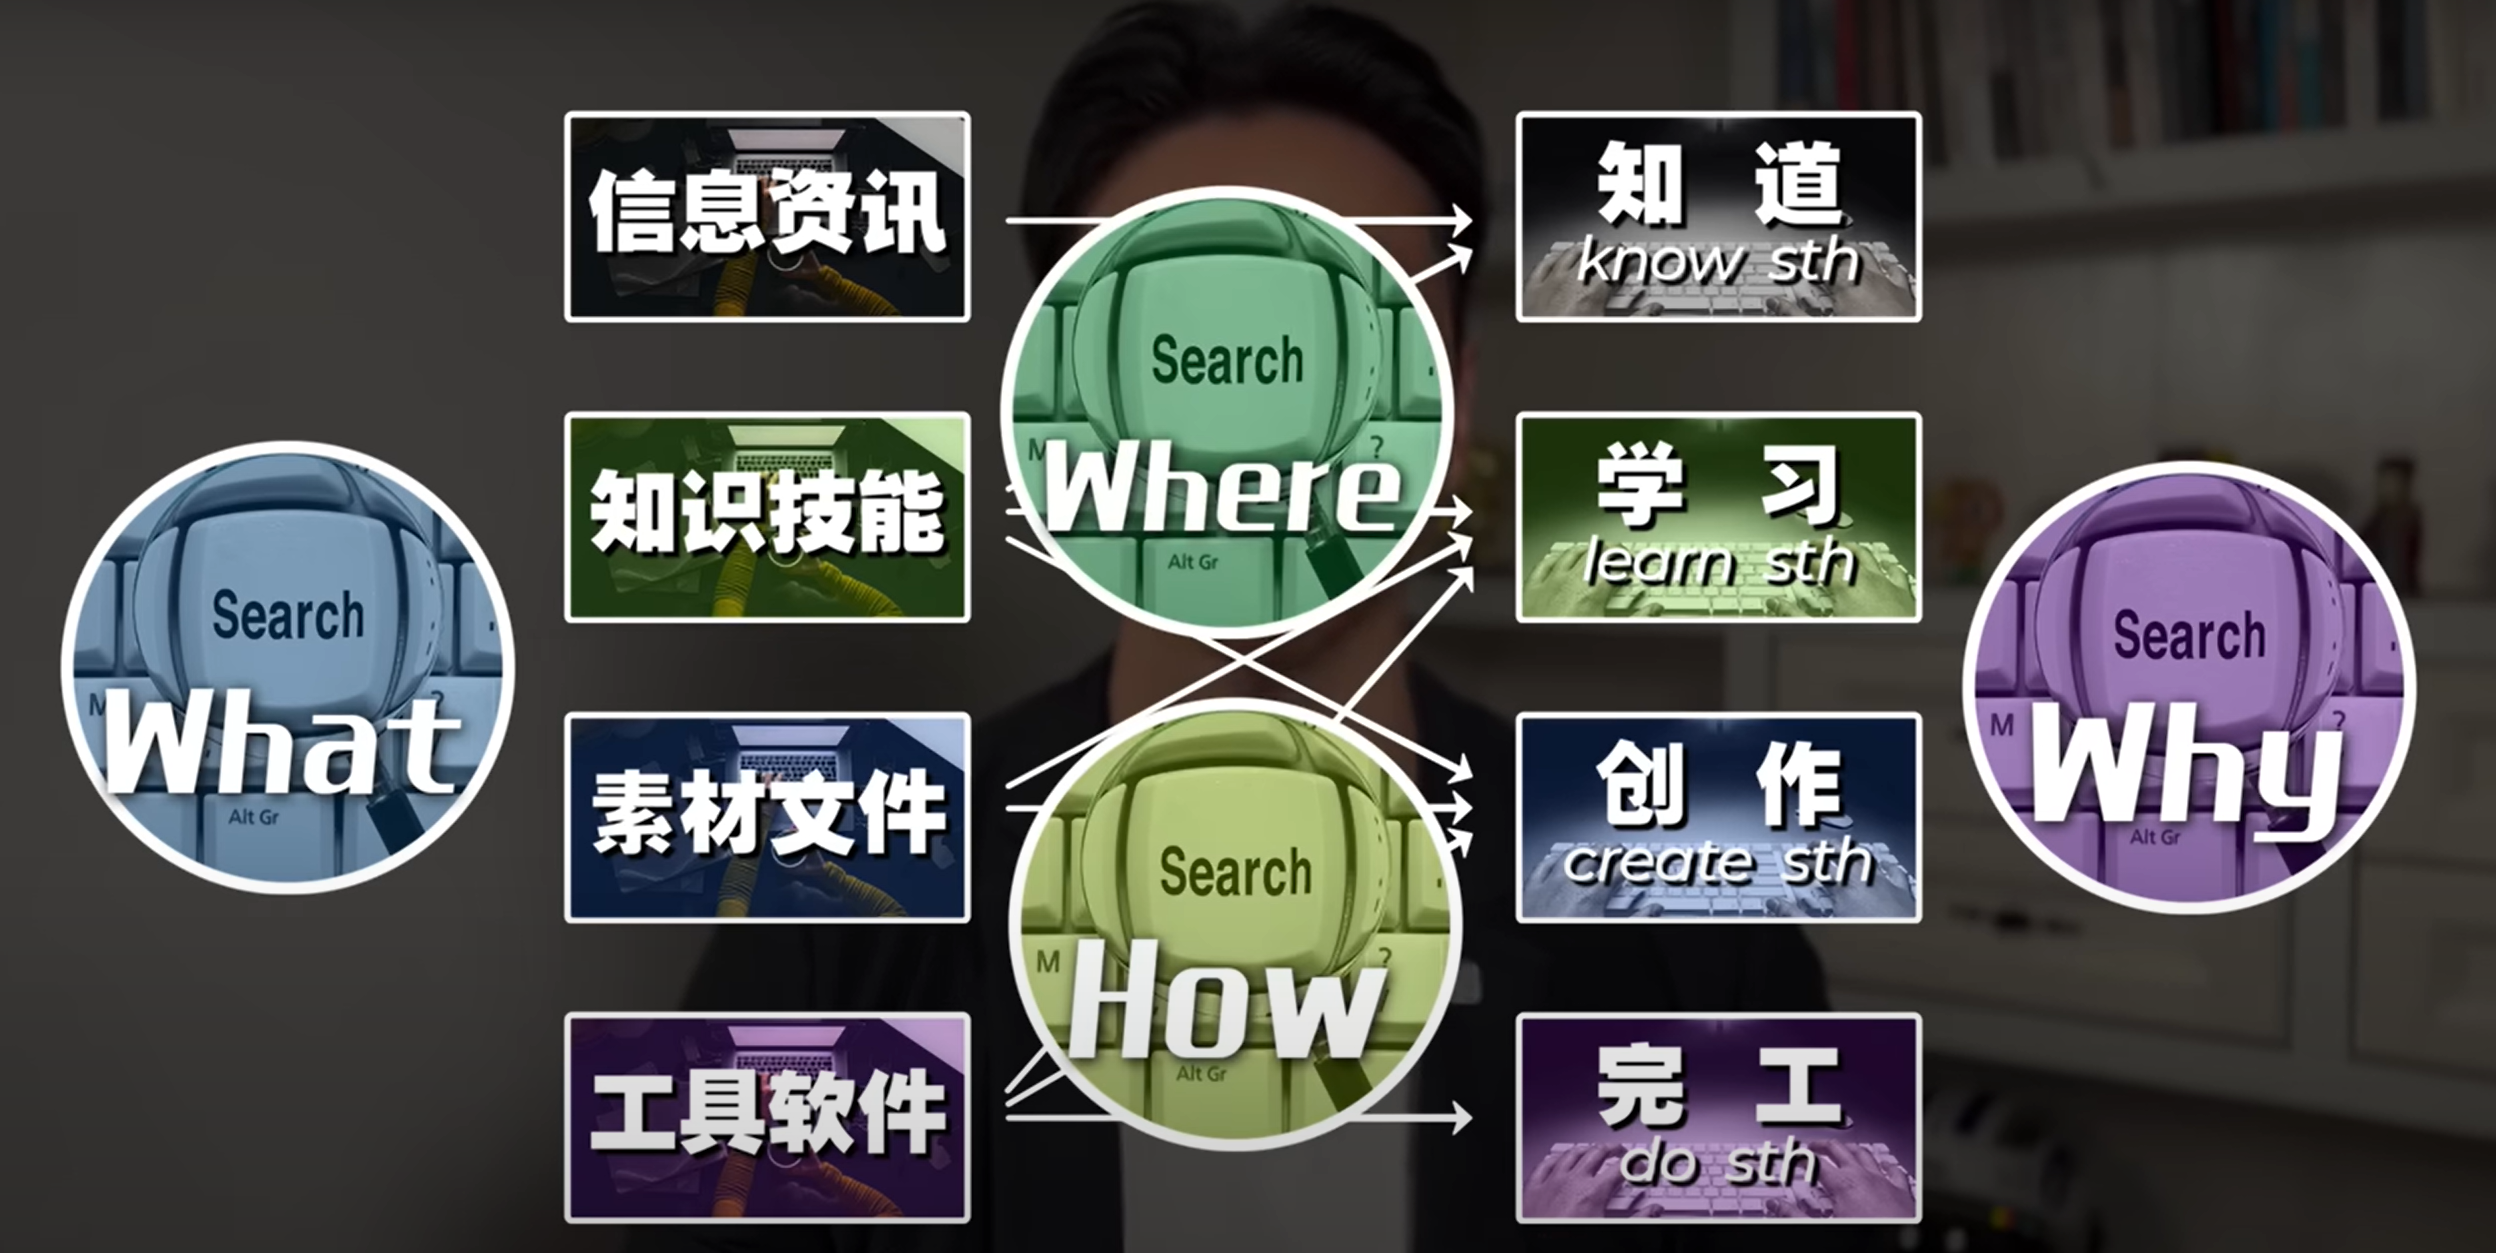 Search
M
?
What
Alt Gr
信息资讯
知识技能
素材文件
工具软件
Search
M
?
Where
Alt Gr
Search
M
?
How
Alt Gr
知 道
know sth
学 习
learn sth
创 作
create sth
完 工
do sth
Search
M
?
Why
Alt Gr